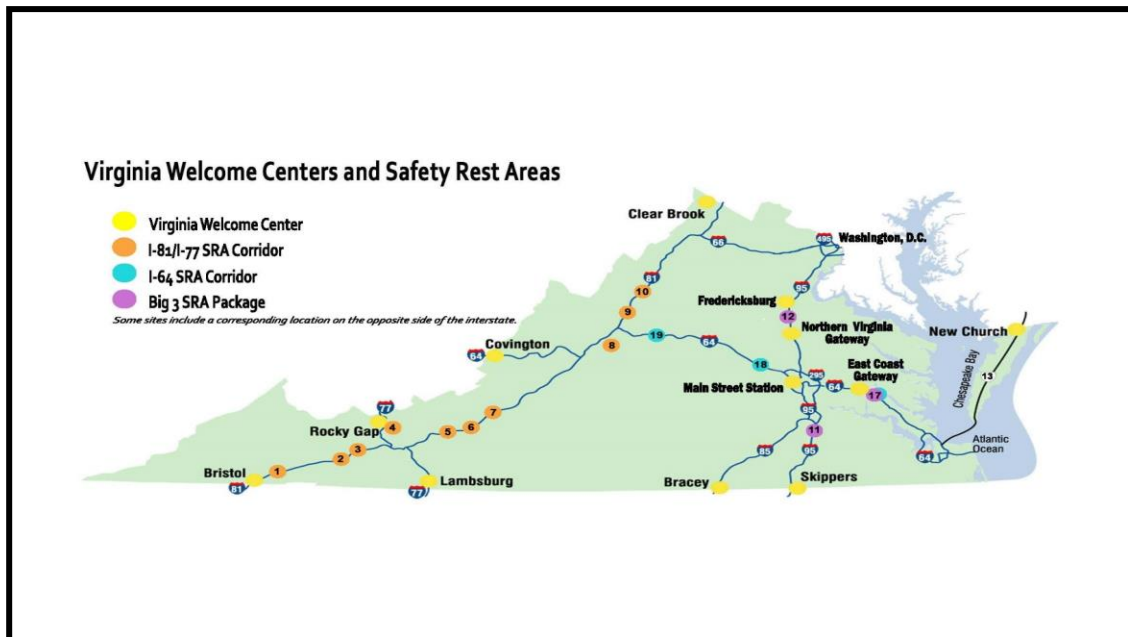 Virginia Welcome Centers and Safety Rest Areas
Virginia Welcome Center
I-81/I-77 SRA Corridor
I-64 SRA Corridor
Big 3 SRA Package
Some sites include a corresponding location on the opposite side of the interstate.
Clear Brook
66
495
Washington, D.C.
81
10
95
Fredericksburg
9
12
Northern Virginia
Gateway
New Church
8
19
64
Covington
64
18
295
East Coast
Gateway
Chesapeake Bay
13
Main Street Station
64
17
77
Rocky Gap
4
5
6
7
95
11
85
95
Atlantic
Ocean
64
Bristol
1
2
3
81
77
Lambsburg
Bracey
Skippers